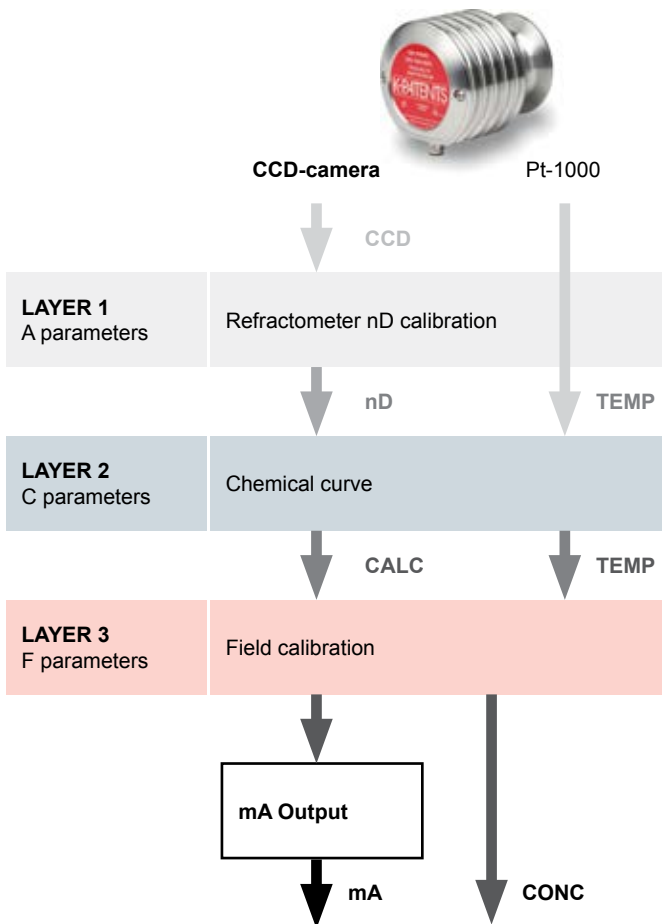 K-PATENTS
CCD-camera Pt-1000
CCD
LAYER 1
A parameters
Refractometer nD calibration
nD TEMP
LAYER 2
C parameters
Chemical curve
CALC TEMP
LAYER 3
F parameters
Field calibration
mA Output
mA CONC